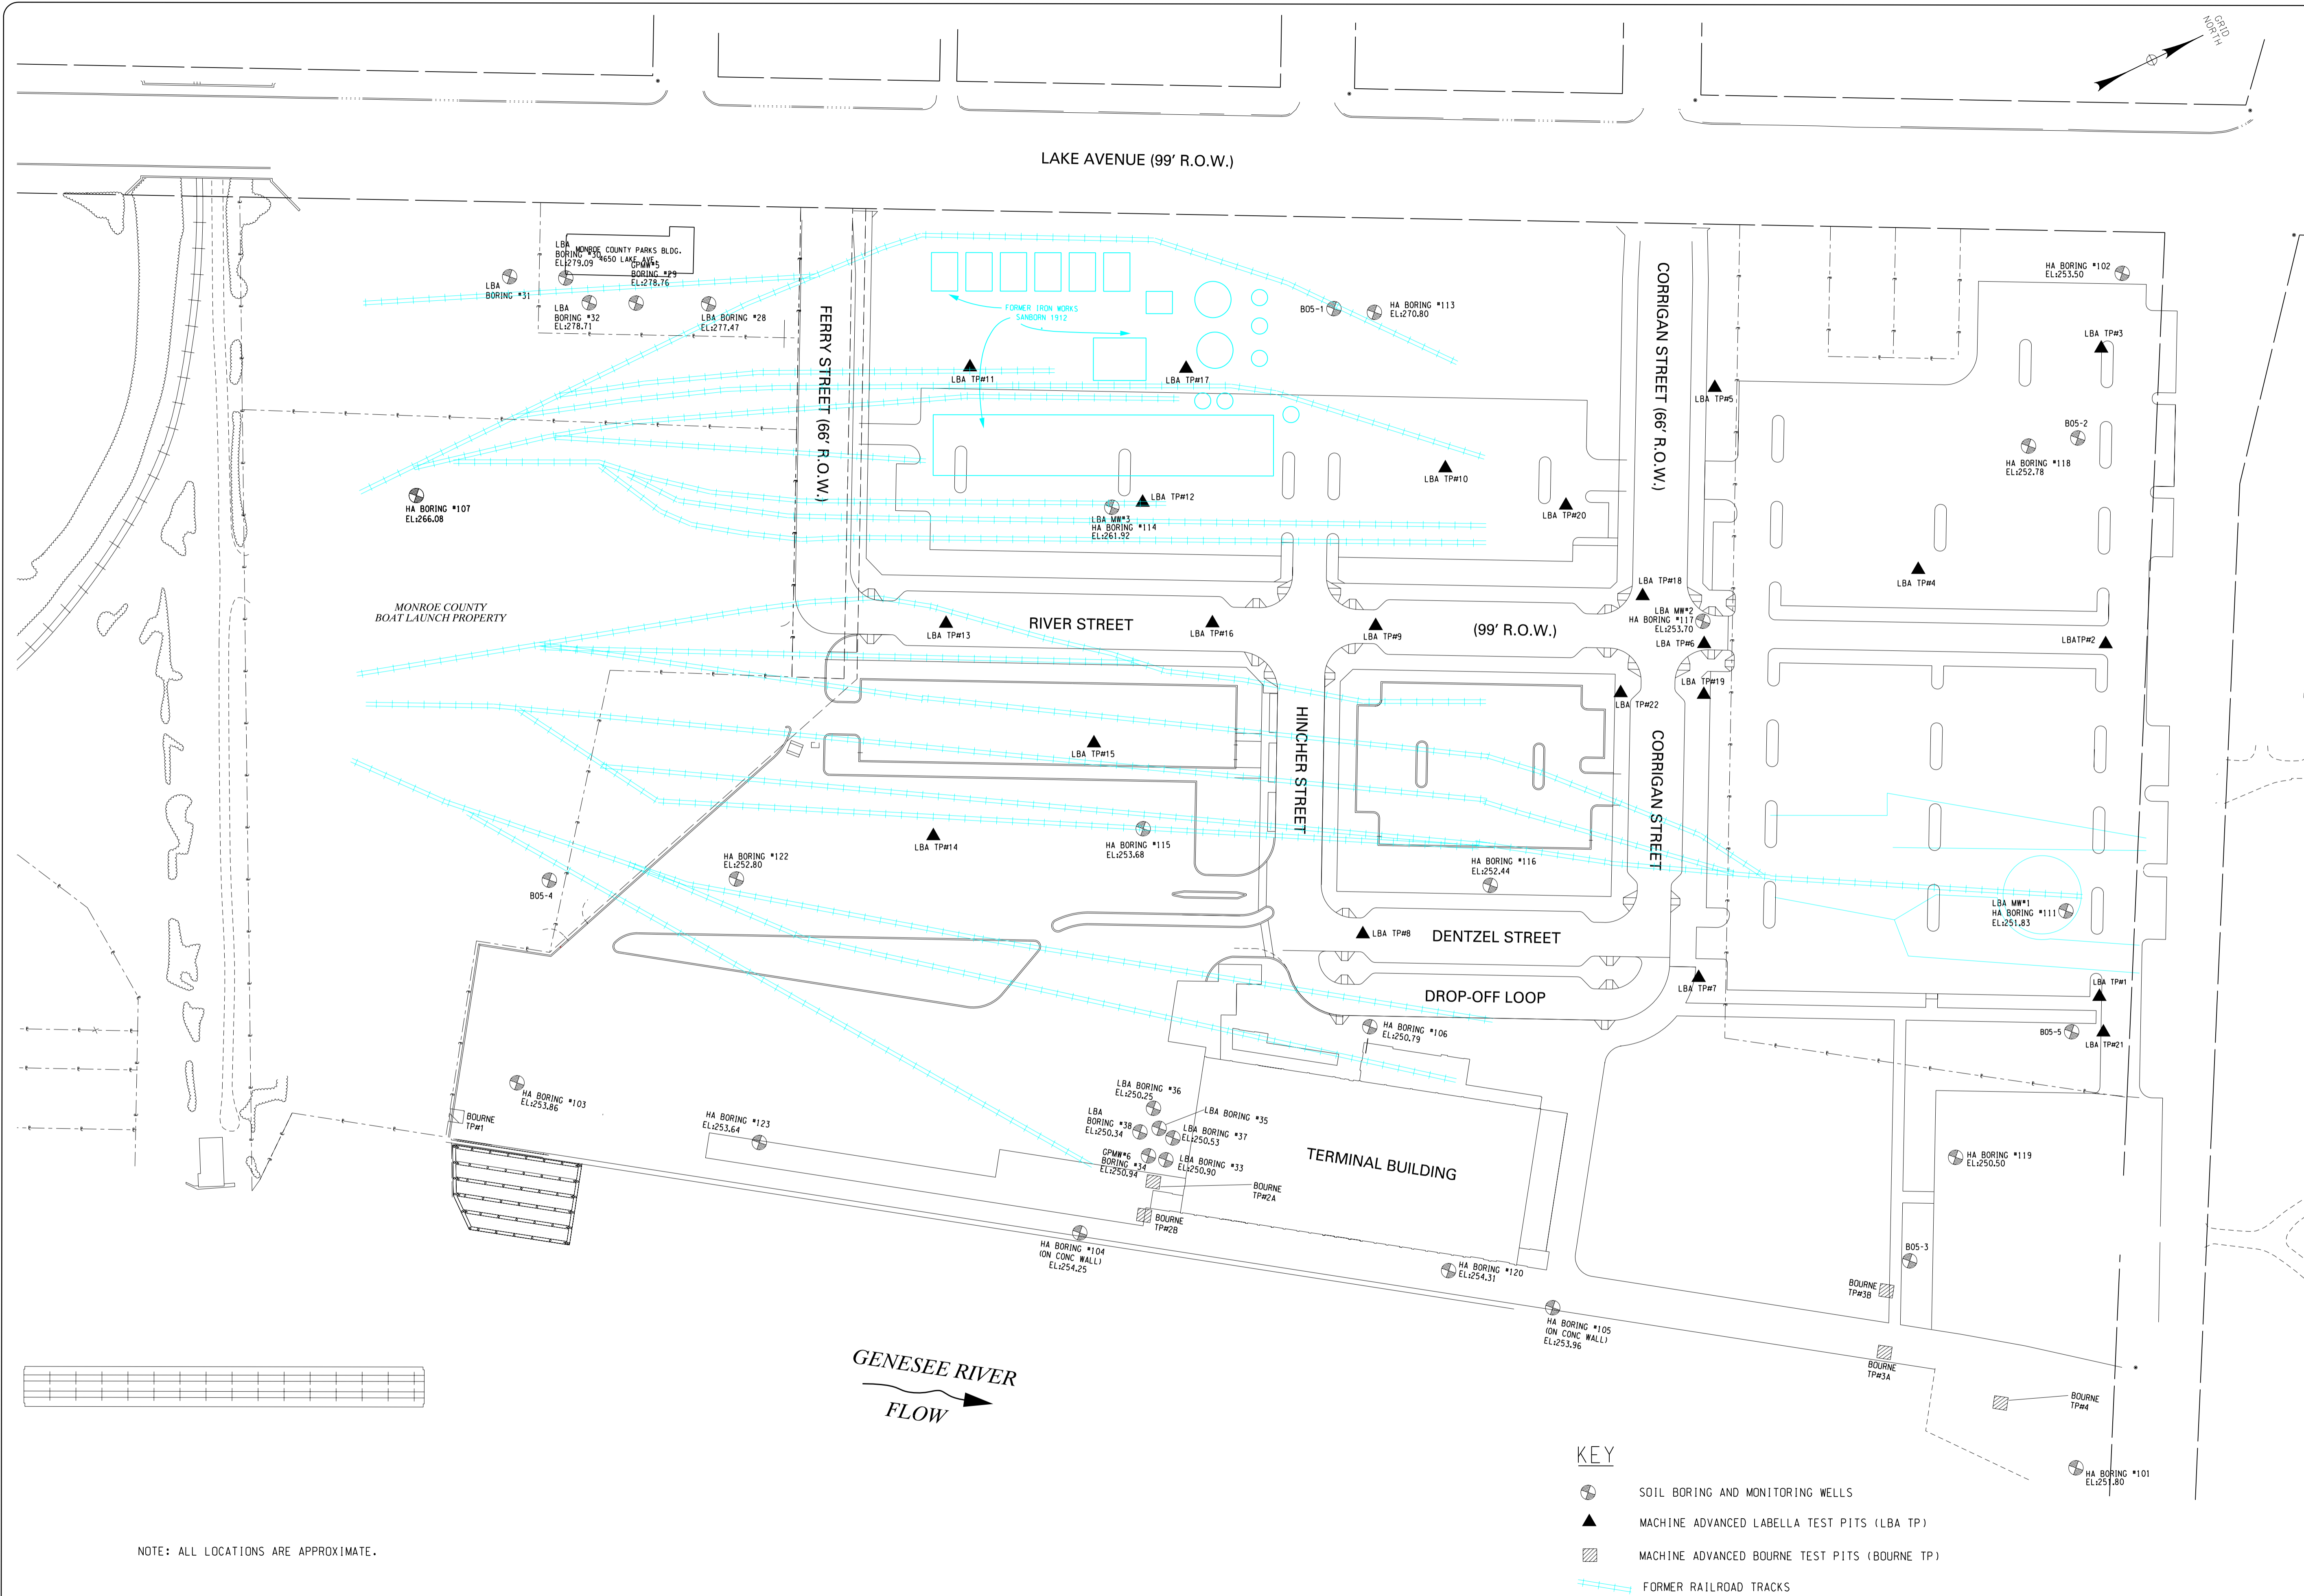 GRID
NORTH
LAKE AVENUE (99' R.O.W.)
LBA
BORING #30
EL:279.09
MONROE COUNTY PARKS BLDG.
4650 LAKE AVE.
GPMW#5
BORING #29
EL:278.76
LBA
BORING #31
LBA
BORING #32
EL:278.71
LBA BORING #28
EL:277.47
FERRY STREET (66' R.O.W.)
FORMER IRON WORKS
SANBORN 1912
B05-1
HA BORING #113
EL:270.80
CORRIGAN STREET (66' R.O.W.)
HA BORING #102
EL:253.50
LBA TP#3
LBA TP#11
LBA TP#17
LBA TP#5
B05-2
HA BORING #118
EL:252.78
LBA TP#10
LBA TP#12
LBA TP#20
HA BORING #107
EL:266.08
LBA MW#3
HA BORING #114
EL:261.92
LBA TP#4
LBA TP#18
MONROE COUNTY
BOAT LAUNCH PROPERTY
LBA MW#2
HA BORING #117
EL:253.70
LBA TP#13
RIVER STREET
LBA TP#16
LBA TP#9
(99' R.O.W.)
LBA TP#6
LBATP#2
LBA TP#19
LBA TP#22
HINCHER STREET
CORRIGAN STREET
LBA TP#15
LBA TP#14
HA BORING #115
EL:253.68
HA BORING #122
EL:252.80
B05-4
HA BORING #116
EL:252.44
LBA MW#1
HA BORING #111
EL:251.83
LBA TP#8
DENTZEL STREET
LBA TP#7
LBA TP#1
DROP-OFF LOOP
HA BORING #106
EL:250.79
B05-5
LBA TP#21
HA BORING #103
EL:253.86
BOURNE
TP#1
HA BORING #123
EL:253.64
LBA BORING #36
EL:250.25
LBA BORING #35
LBA
BORING #38
EL:250.34
LBA BORING #37
EL:250.53
GPMW#6
BORING #34
EL:250.94
LBA BORING #33
EL:250.90
TERMINAL BUILDING
HA BORING #119
EL:250.50
BOURNE
TP#2A
BOURNE
TP#2B
HA BORING #104
(ON CONC WALL)
EL:254.25
HA BORING #120
EL:254.31
B05-3
BOURNE
TP#3B
HA BORING #105
(ON CONC WALL)
EL:253.96
BOURNE
TP#3A
BOURNE
TP#4
GENESEE RIVER
FLOW
HA BORING #101
EL:251.80
KEY
SOIL BORING AND MONITORING WELLS
MACHINE ADVANCED LABELLA TEST PITS (LBA TP)
MACHINE ADVANCED BOURNE TEST PITS (BOURNE TP)
FORMER RAILROAD TRACKS
NOTE: ALL LOCATIONS ARE APPROXIMATE.